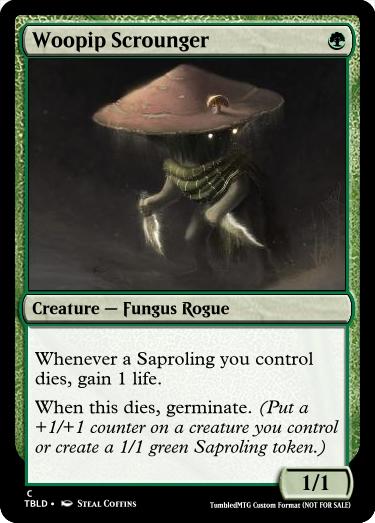 Woopip Scrounger
Creature — Fungus Rogue
Whenever a Saproling you control
dies, gain 1 life.
When this dies, germinate. (Put a
+1/+1 counter on a creature you control
or create a 1/1 green Saproling token.)
1/1
C
TBLD • Steal Coffins
TumbledMTG Custom Format (NOT FOR SALE)